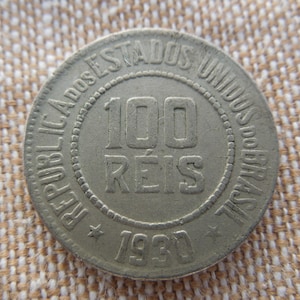 REPUBLICA DOS ESTADOS UNIDOS DO BRASIL
100
RÉIS
★ 1930 ★